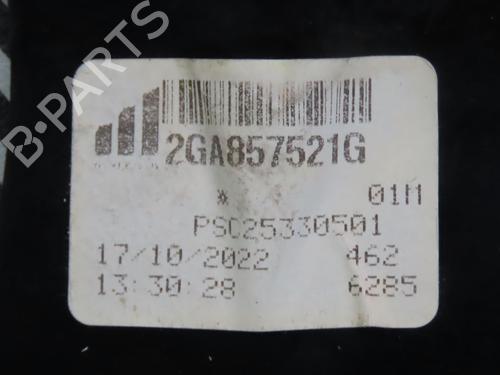 B-PARTS
2GA857521G
* 01M
PSC25330501
17/10/2022 462
13:30:28 6285